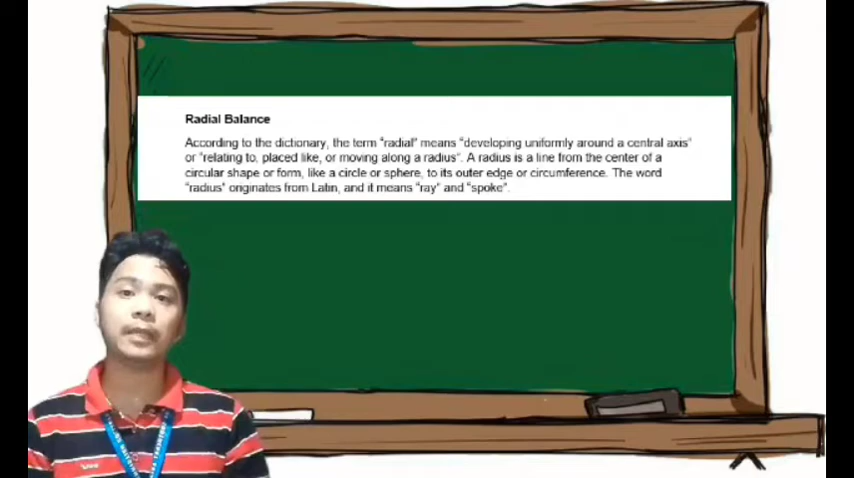 Radial Balance
According to the dictionary, the term “radial” means “developing uniformly around a central axis”
or “relating to, placed like, or moving along a radius”. A radius is a line from the center of a
circular shape or form, like a circle or sphere, to its outer edge or circumference. The word
“radius” originates from Latin, and it means “ray” and “spoke”.